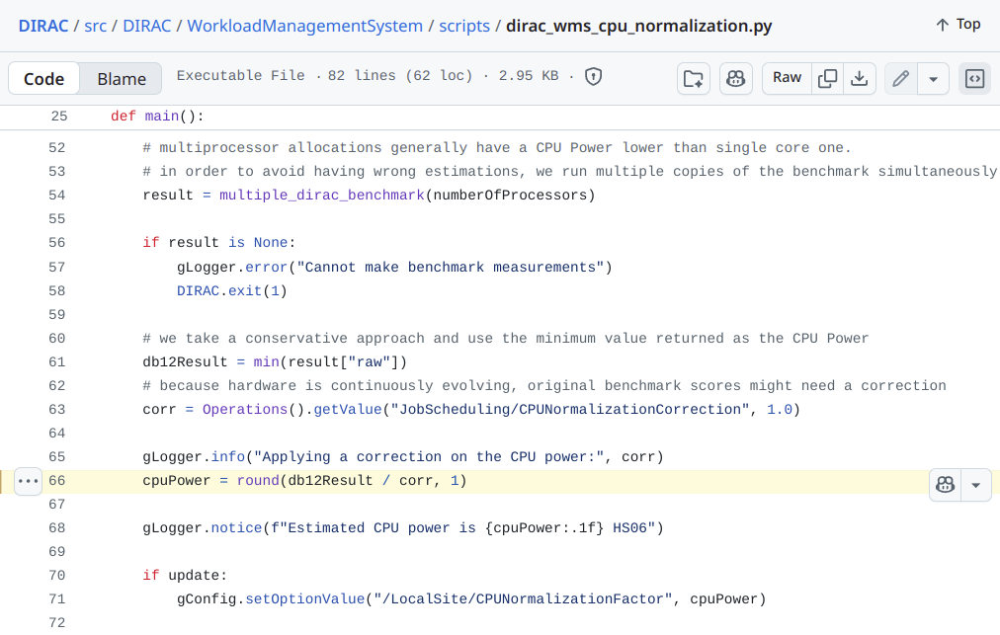 DIRAC / src / DIRAC / WorkloadManagementSystem / scripts / dirac_wms_cpu_normalization.py
Top
Code Blame Executable File · 82 lines (62 loc) · 2.95 KB · Raw
25 def main():
52 # multiprocessor allocations generally have a CPU Power lower than single core one.
53 # in order to avoid having wrong estimations, we run multiple copies of the benchmark simultaneously
54 result = multiple_dirac_benchmark(numberOfProcessors)
55
56 if result is None:
57 gLogger.error("Cannot make benchmark measurements")
58 DIRAC.exit(1)
59
60 # we take a conservative approach and use the minimum value returned as the CPU Power
61 db12Result = min(result["raw"])
62 # because hardware is continuously evolving, original benchmark scores might need a correction
63 corr = Operations().getValue("JobScheduling/CPUNormalizationCorrection", 1.0)
64
65 gLogger.info("Applying a correction on the CPU power:", corr)
66 cpuPower = round(db12Result / corr, 1)
67
68 gLogger.notice(f"Estimated CPU power is {cpuPower:.1f} HS06")
69
70 if update:
71 gConfig.setOptionValue("/LocalSite/CPUNormalizationFactor", cpuPower)
72